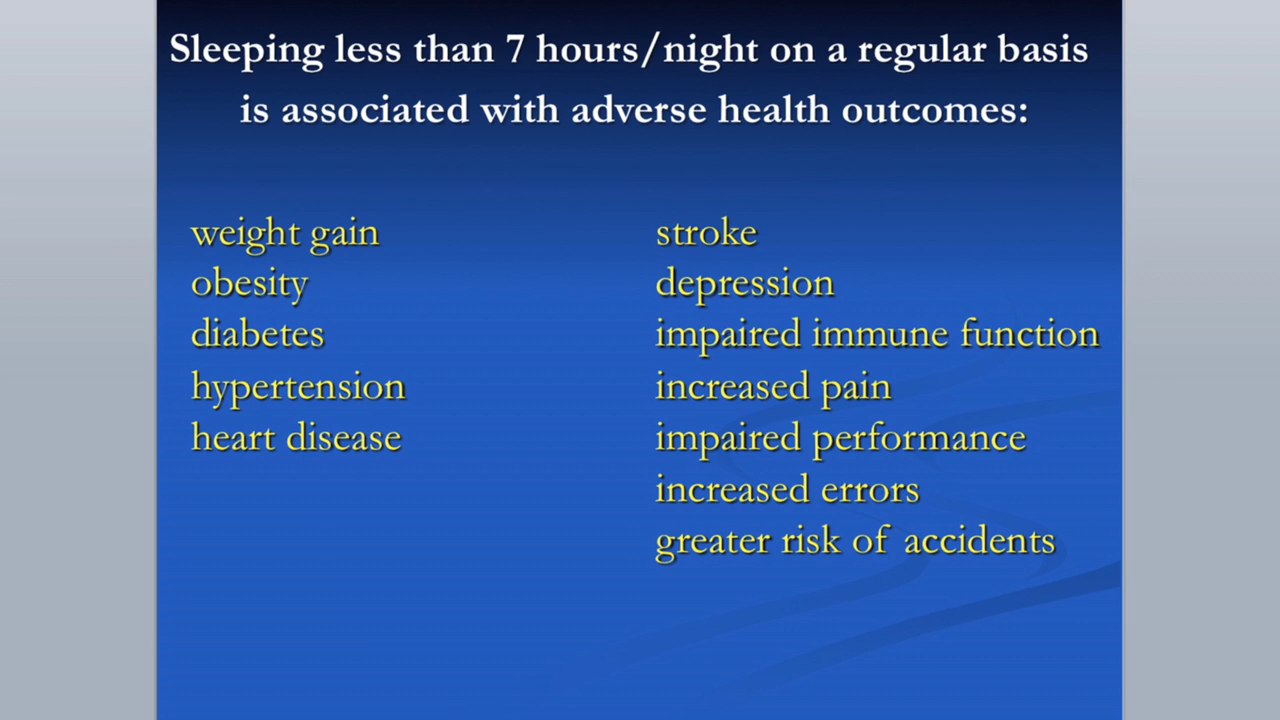 Sleeping less than 7 hours/night on a regular basis
is associated with adverse health outcomes:
weight gain
obesity
diabetes
hypertension
heart disease
stroke
depression
impaired immune function
increased pain
impaired performance
increased errors
greater risk of accidents